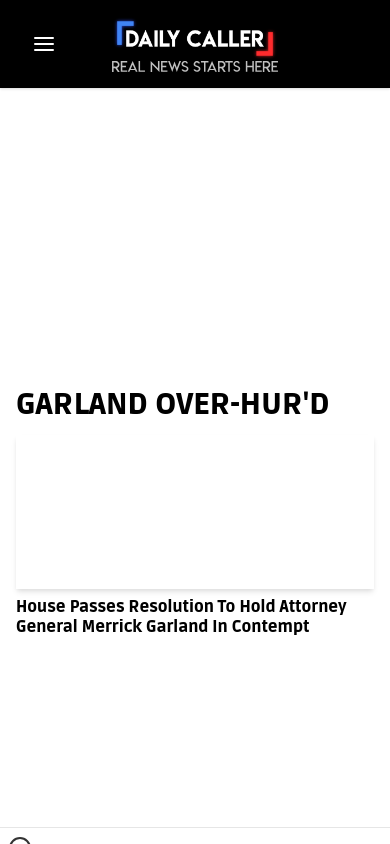 DAILY CALLER
REAL NEWS STARTS HERE
GARLAND OVER-HUR'D
House Passes Resolution To Hold Attorney
General Merrick Garland In Contempt